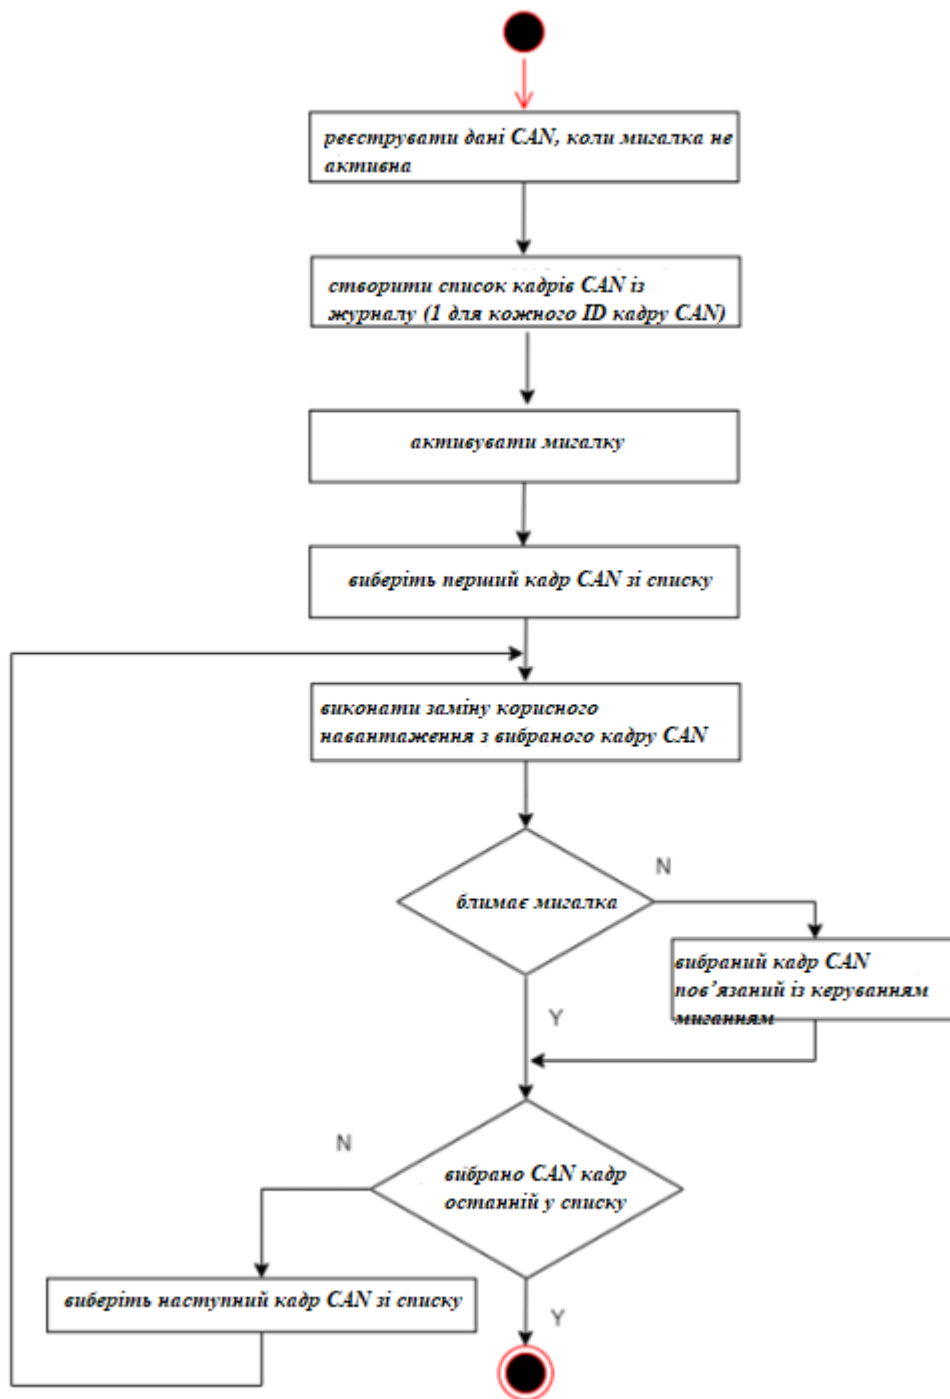 реєструвати дані CAN, коли мигалка не
активна
створити список кадрів CAN із
журналу (1 для кожного ID кадру CAN)
активувати мигалку
виберіть перший кадр CAN зі списку
виконати заміну корисного
навантаження з вибраного кадру CAN
блимає мигалка
N
вибраний кадр CAN
пов’язаний із керуванням
миганням
Y
вибрано CAN кадр
останній у списку
N
виберіть наступний кадр CAN зі списку
Y